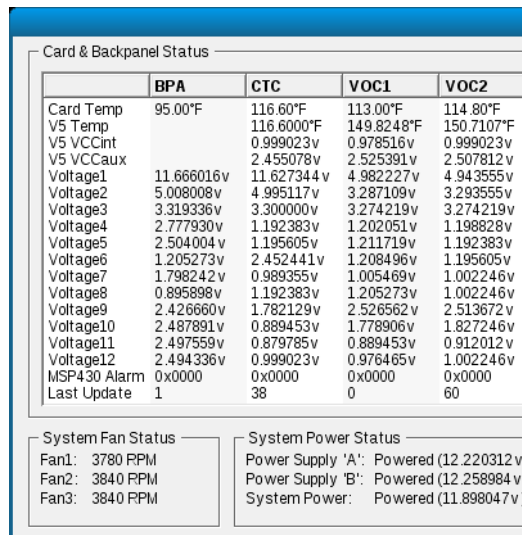 Card & Backpanel Status
BPA CTC VOC1 VOC2
Card Temp 95.00°F 116.60°F 113.00°F 114.80°F
V5 Temp 116.6000°F 149.8248°F 150.7107°F
V5 VCCint 0.999023v 0.978516v 0.999023v
V5 VCCaux 2.455078v 2.525391v 2.507812v
Voltage1 11.666016v 11.627344v 4.982227v 4.943555v
Voltage2 5.008008v 4.995117v 3.287109v 3.293555v
Voltage3 3.319336v 3.300000v 3.274219v 3.274219v
Voltage4 2.777930v 1.192383v 1.202051v 1.198828v
Voltage5 2.504004v 1.195605v 1.211719v 1.192383v
Voltage6 1.205273v 2.452441v 1.208496v 1.195605v
Voltage7 1.798242v 0.989355v 1.005469v 1.002246v
Voltage8 0.895898v 1.192383v 1.205273v 1.002246v
Voltage9 2.426660v 1.782129v 2.526562v 2.513672v
Voltage10 2.487891v 0.889453v 1.778906v 1.827246v
Voltage11 2.497559v 0.879785v 0.889453v 0.912012v
Voltage12 2.494336v 0.999023v 0.976465v 1.002246v
MSP430 Alarm 0x0000 0x0000 0x0000 0x0000
Last Update 1 38 0 60
System Fan Status
Fan1: 3780 RPM
Fan2: 3840 RPM
Fan3: 3840 RPM
System Power Status
Power Supply 'A': Powered (12.220312v
Power Supply 'B': Powered (12.258984v
System Power: Powered (11.898047v)